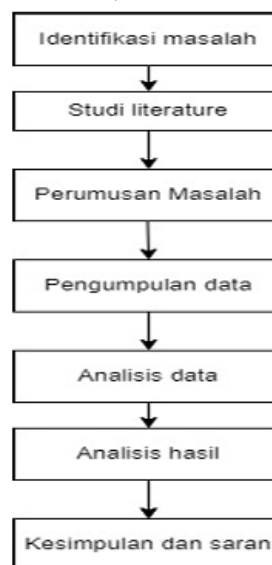 Identifikasi masalah
Studi literature
Perumusan Masalah
Pengumpulan data
Analisis data
Analisis hasil
Kesimpulan dan saran